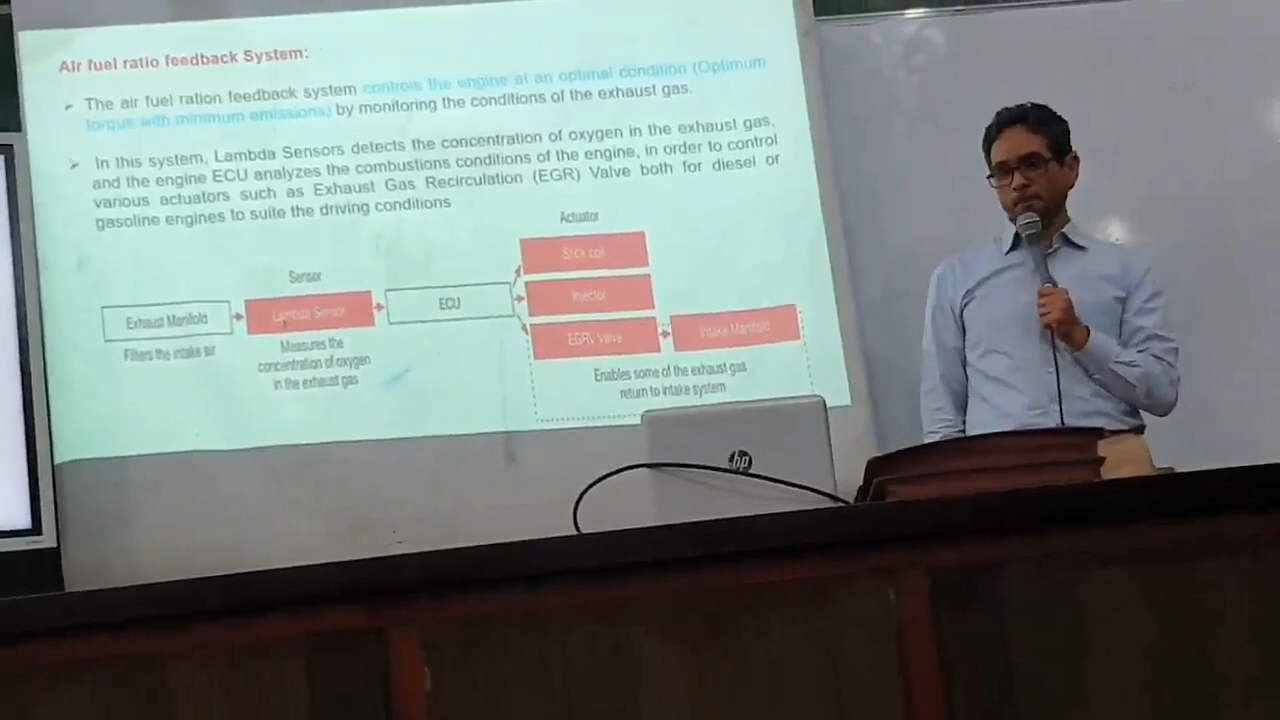 Air fuel ratio feedback System:
➤ The air fuel ration feedback system controls the engine at an optimal condition (Optimum
torque with minimum emissions) by monitoring the conditions of the exhaust gas.
➤ In this system, Lambda Sensors detects the concentration of oxygen in the exhaust gas,
and the engine ECU analyzes the combustions conditions of the engine, in order to control
various actuators such as Exhaust Gas Recirculation (EGR) Valve both for diesel or
gasoline engines to suite the driving conditions
Actuator
Sensor
Stick coil
Exhaust Manifold
Lambda Sensor
ECU
Injector
EGRV Valve
Intake Manifold
Filters the intake air
Measures the
concentration of oxygen
in the exhaust gas
Enables some of the exhaust gas
return to intake system
hp